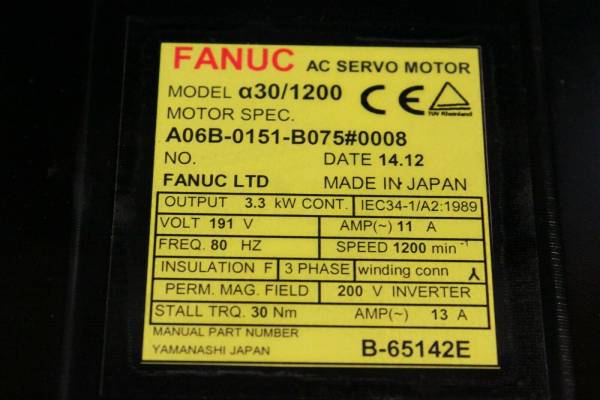 FANUC AC SERVO MOTOR
MODEL α30/1200 CE TÜV Rheinland
MOTOR SPEC.
A06B-0151-B075#0008
NO. DATE 14.12
FANUC LTD MADE IN JAPAN
OUTPUT 3.3 kW CONT. IEC34-1/A2:1989
VOLT 191 V AMP(~) 11 A
FREQ. 80 HZ SPEED 1200 min⁻¹
INSULATION F 3 PHASE winding conn
PERM. MAG. FIELD 200 V INVERTER
STALL TRQ. 30 Nm AMP(~) 13 A
MANUAL PART NUMBER
YAMANASHI JAPAN B-65142E